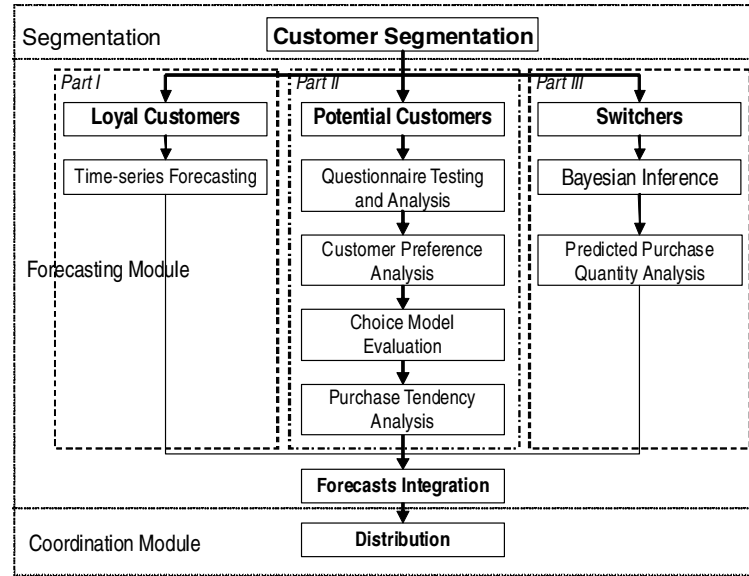 Segmentation
Customer Segmentation
Part I
Part II
Part III
Loyal Customers
Potential Customers
Switchers
Time-series Forecasting
Questionnaire Testing
and Analysis
Bayesian Inference
Forecasting Module
Customer Preference
Analysis
Predicted Purchase
Quantity Analysis
Choice Model
Evaluation
Purchase Tendency
Analysis
Forecasts Integration
Coordination Module
Distribution